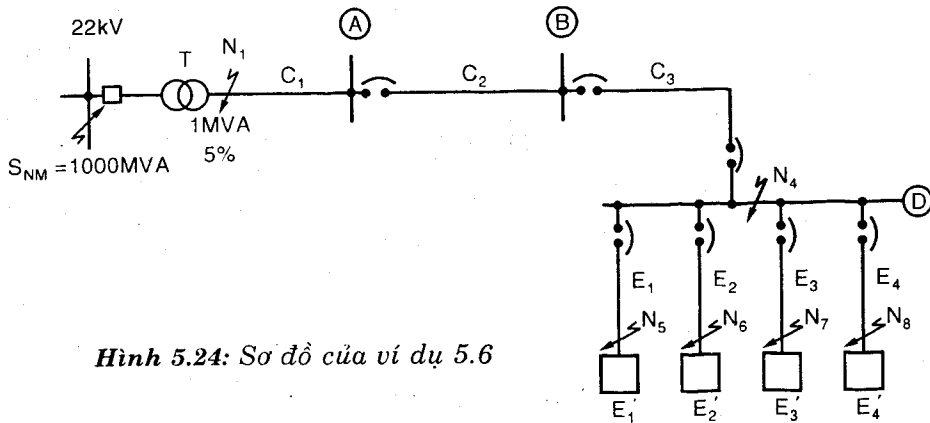 22kV
T
N₁
C₁
A
C₂
B
C₃
1MVA
5%
S_NM = 1000MVA
N₄
D
E₁
E₂
E₃
E₄
N₅
N₆
N₇
N₈
Hình 5.24: Sơ đồ của ví dụ 5.6
E₁'
E₂'
E₃'
E₄'